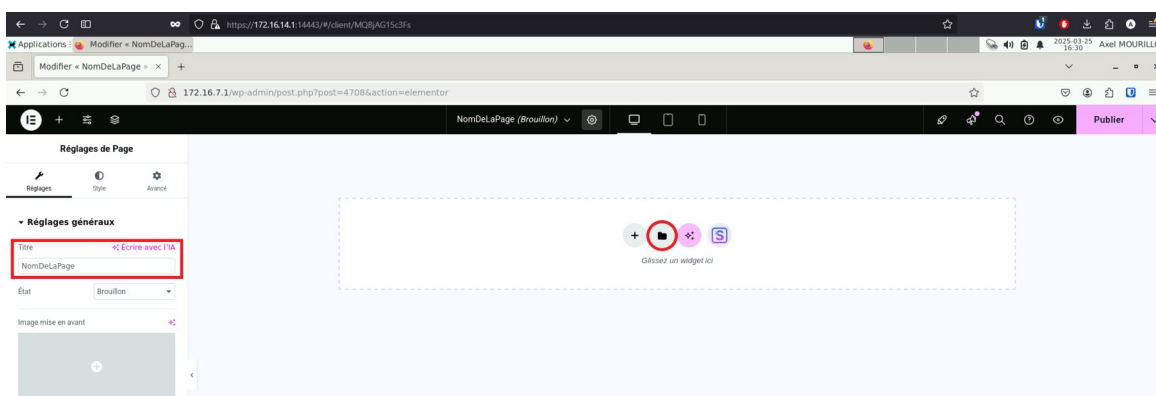 https://172.16.14.1:14443/#/client/MQBjAG15c3Fs
Applications
Modifier « NomDeLaPag...
2025-03-25
16:30
Axel MOURILLO
Modifier « NomDeLaPage »
172.16.7.1/wp-admin/post.php?post=4708&action=elementor
NomDeLaPage (Brouillon)
Publier
Réglages de Page
Réglages
Style
Avancé
Réglages généraux
Titre
Écrire avec l'IA
NomDeLaPage
État
Brouillon
Image mise en avant
S
Glissez un widget ici